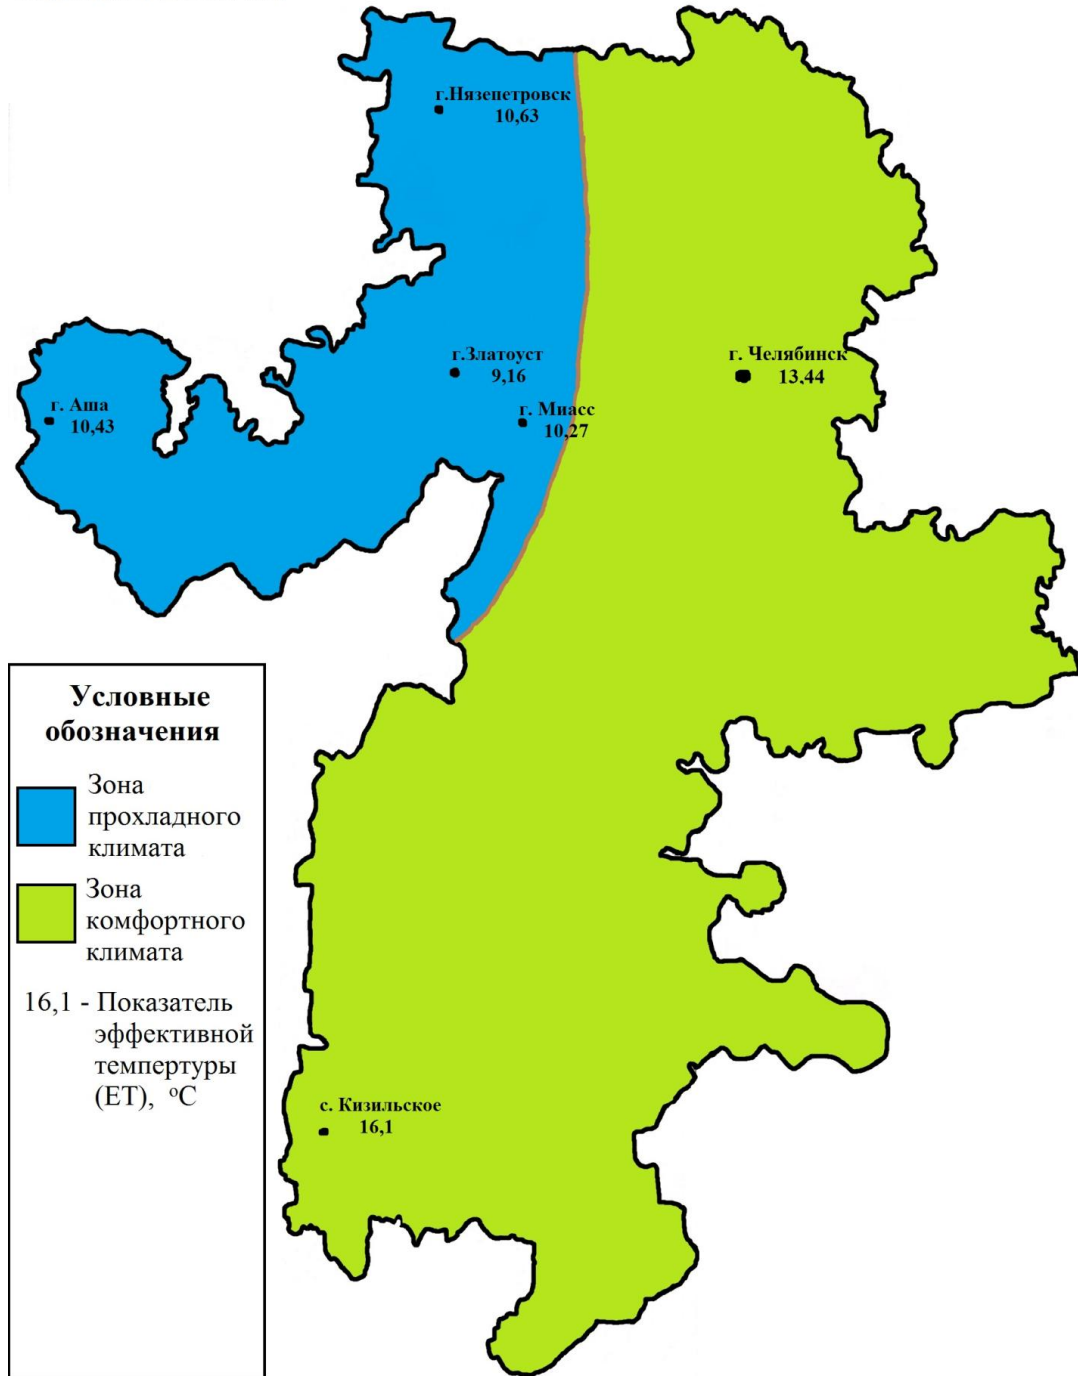 г.Нязепетровск
10,63
г.Златоуст
9,16
г. Челябинск
13,44
г. Аша
10,43
г. Миасс
10,27
Условные
обозначения
Зона
прохладного
климата
Зона
комфортного
климата
16,1 - Показатель
эффективной
темпертуры
(ЕТ), °С
с. Кизильское
16,1